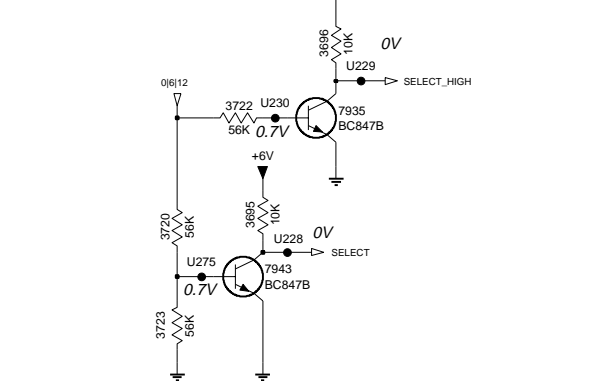 3696
10K
0V
U229
SELECT_HIGH
0|6|12
3722
U230
7935
56K
0.7V
BC847B
+6V
3720
56K
3695
10K
0V
U228
SELECT
U275
7943
0.7V
BC847B
3723
56K